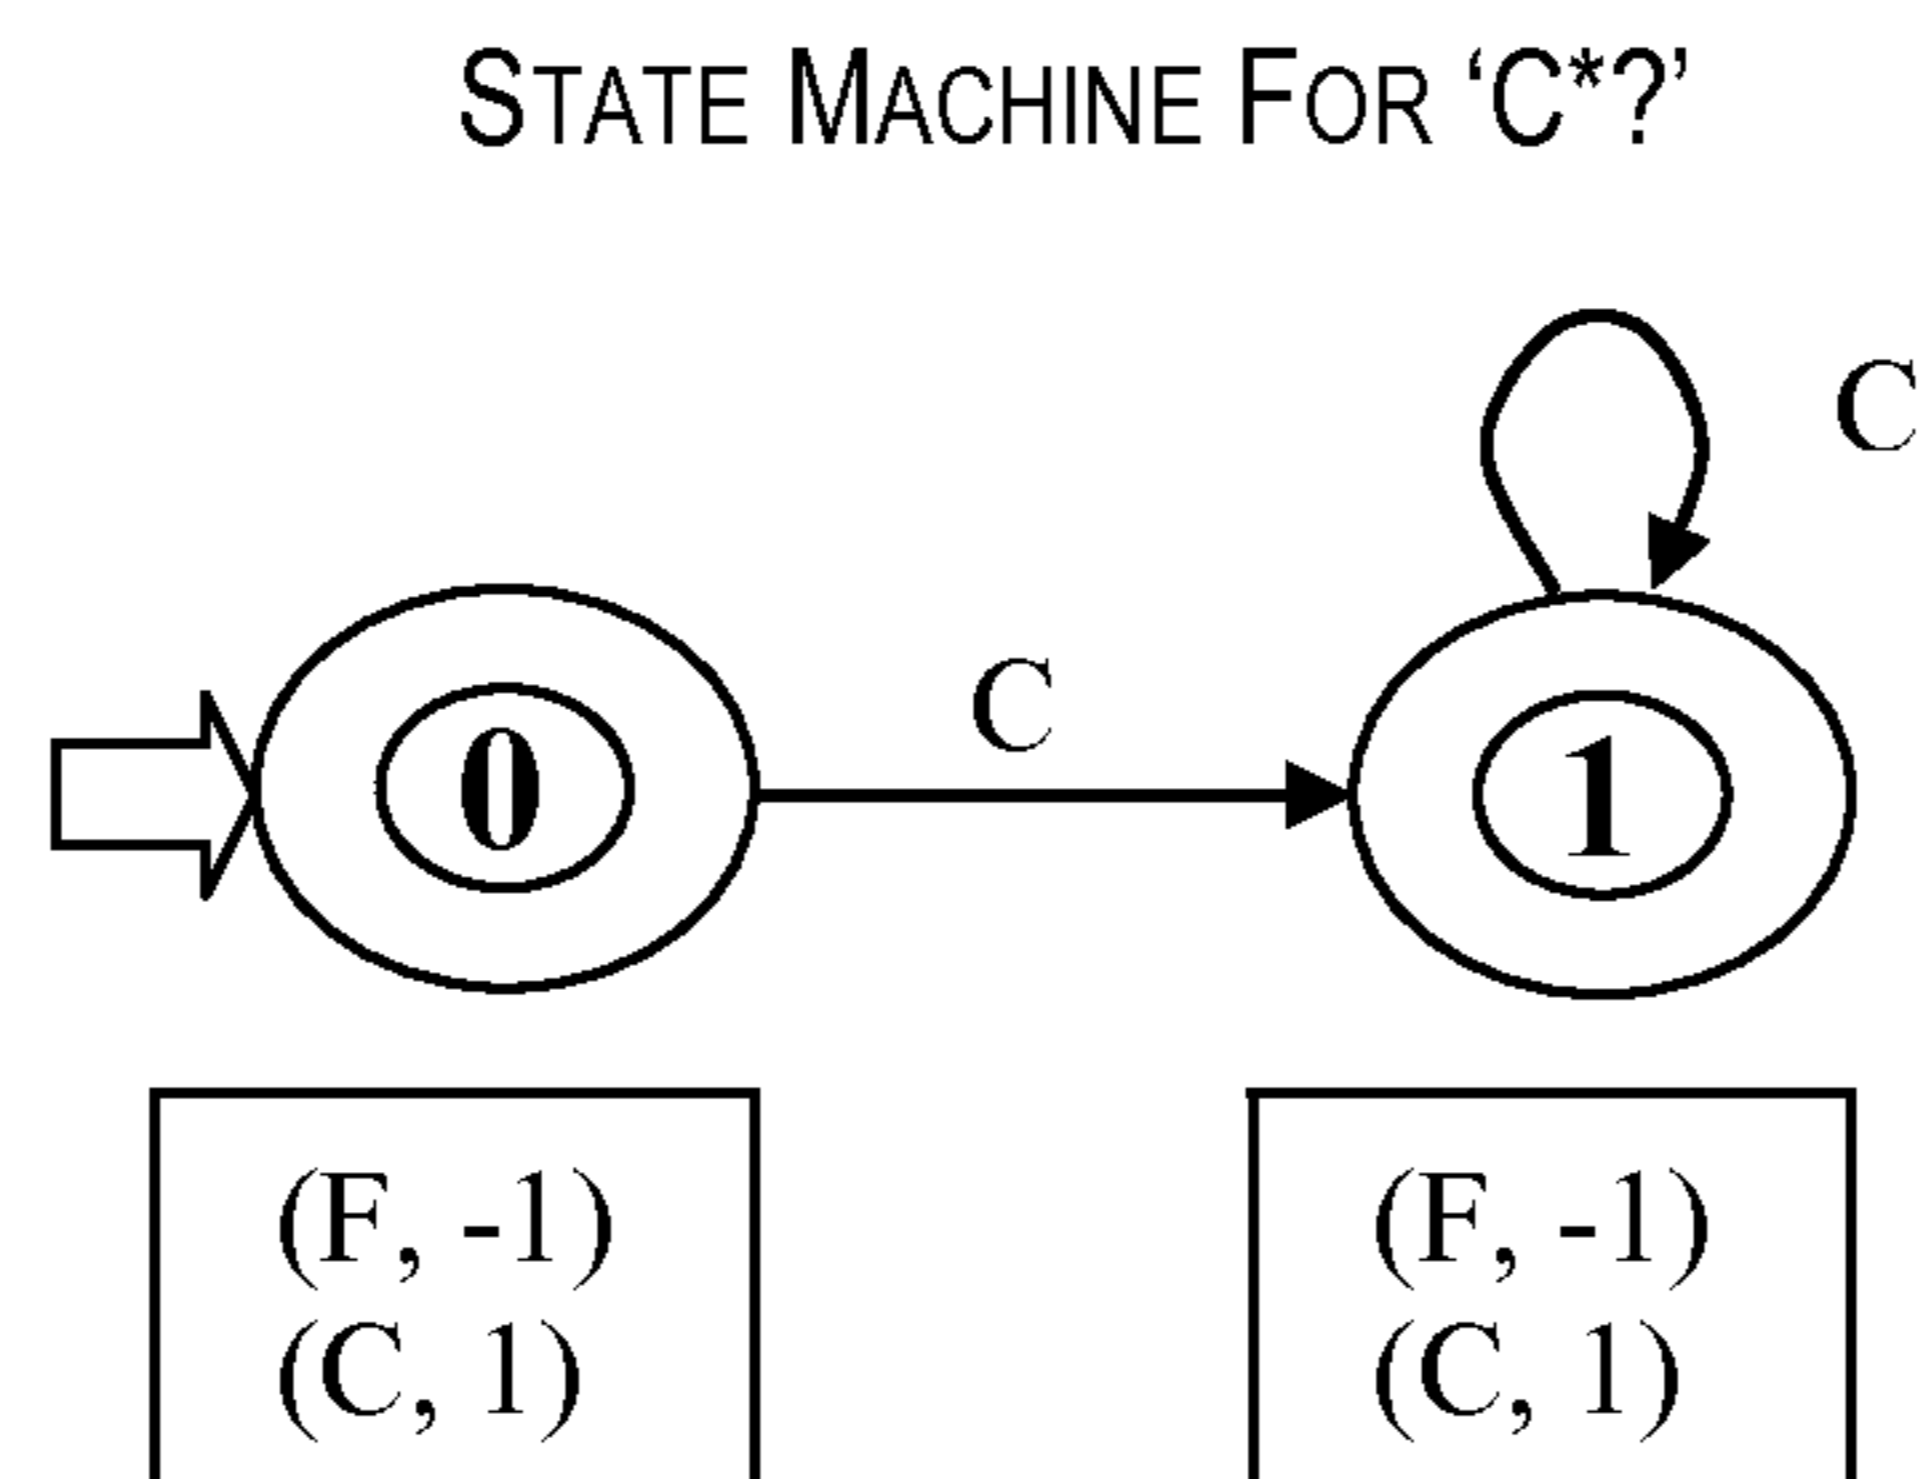 STATE MACHINE FOR ‘C*?’
C
C
0
1
(F, -1)
(C, 1)
(F, -1)
(C, 1)